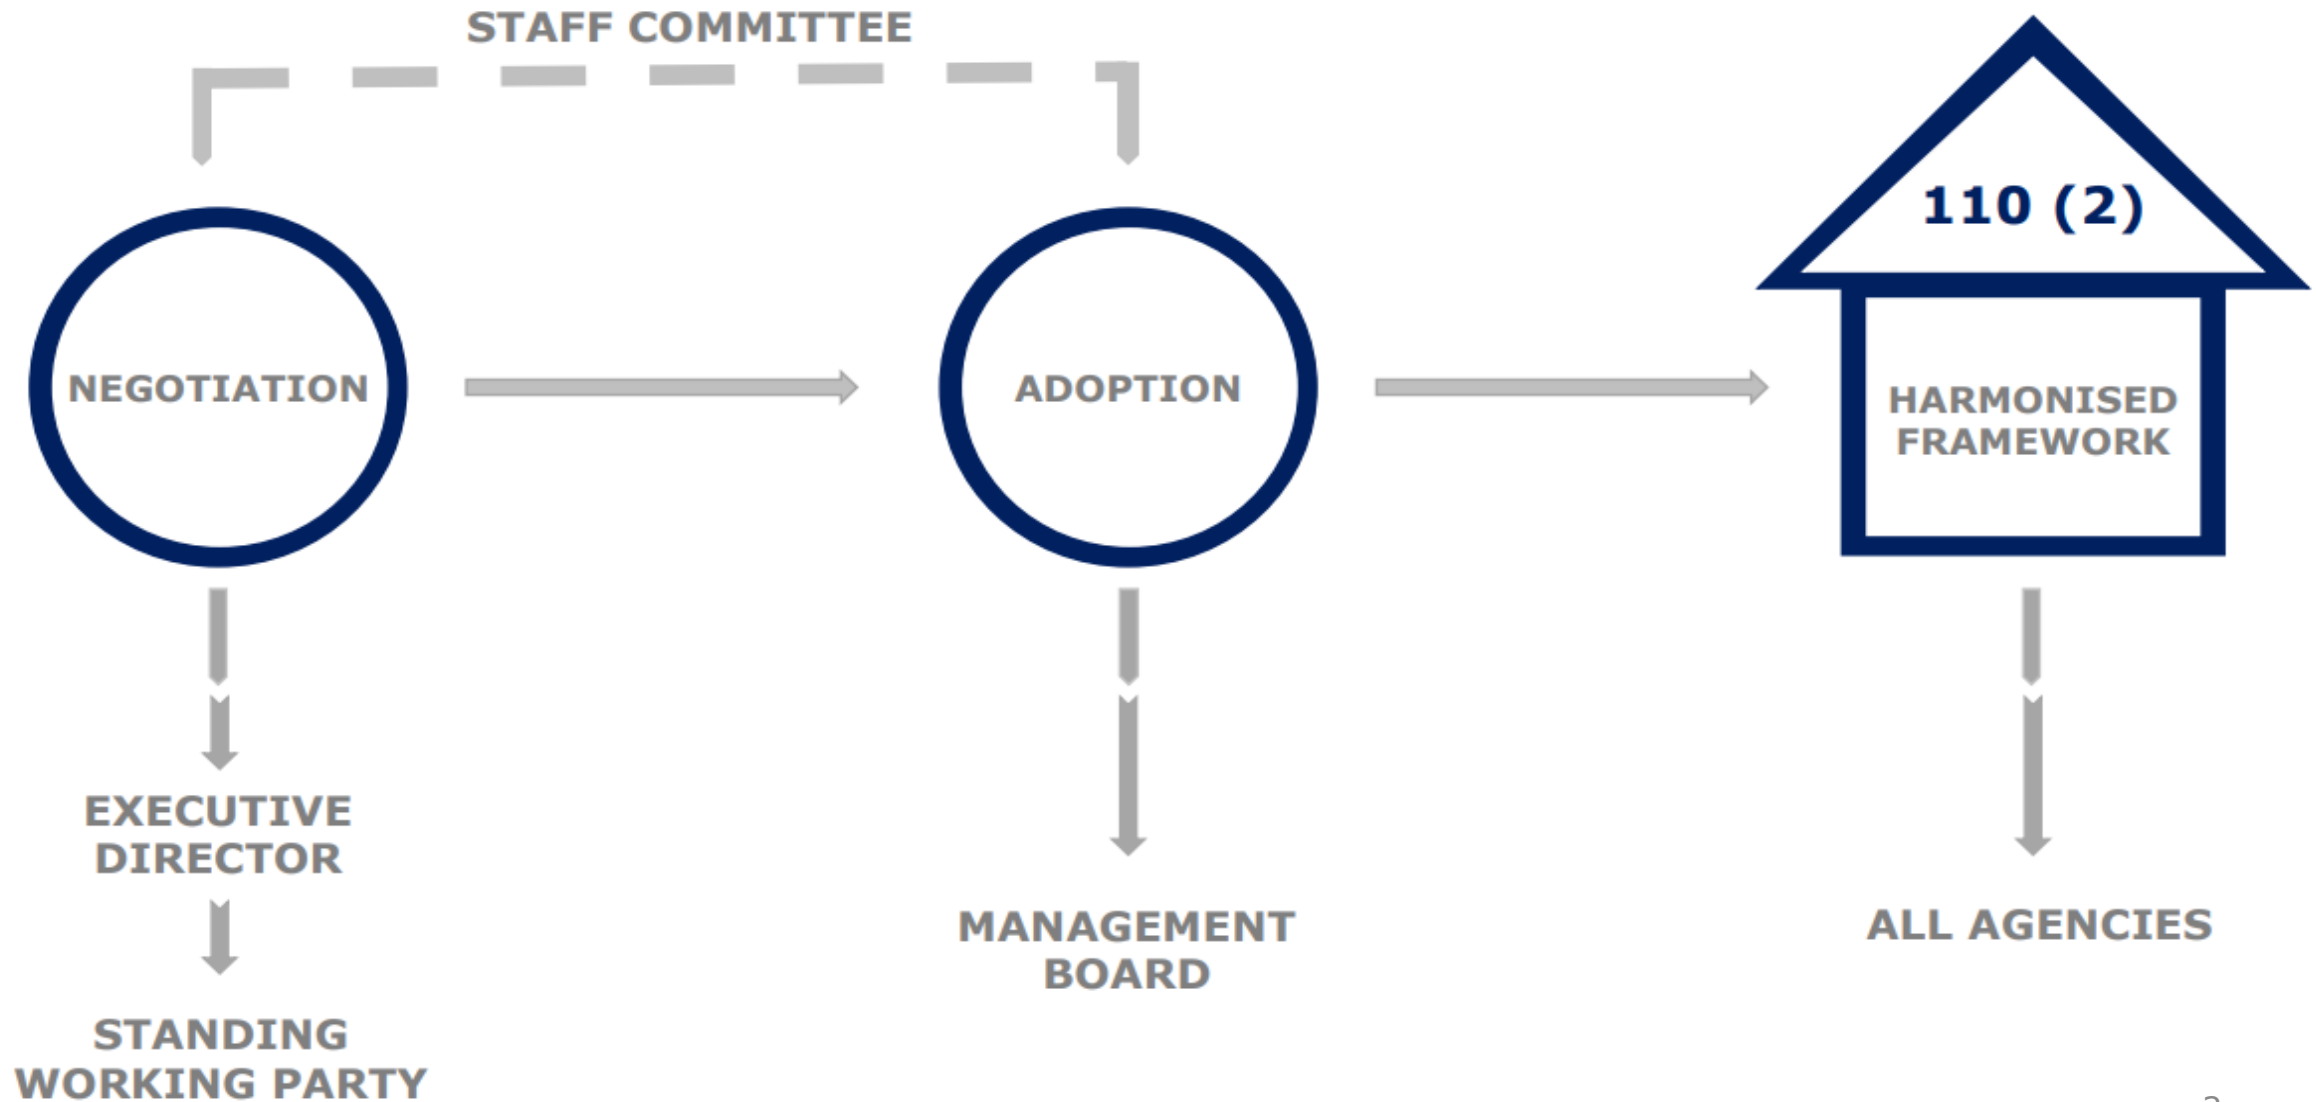 STAFF COMMITTEE
110 (2)
NEGOTIATION
ADOPTION
HARMONISED
FRAMEWORK
EXECUTIVE
DIRECTOR
MANAGEMENT
BOARD
ALL AGENCIES
STANDING
WORKING PARTY